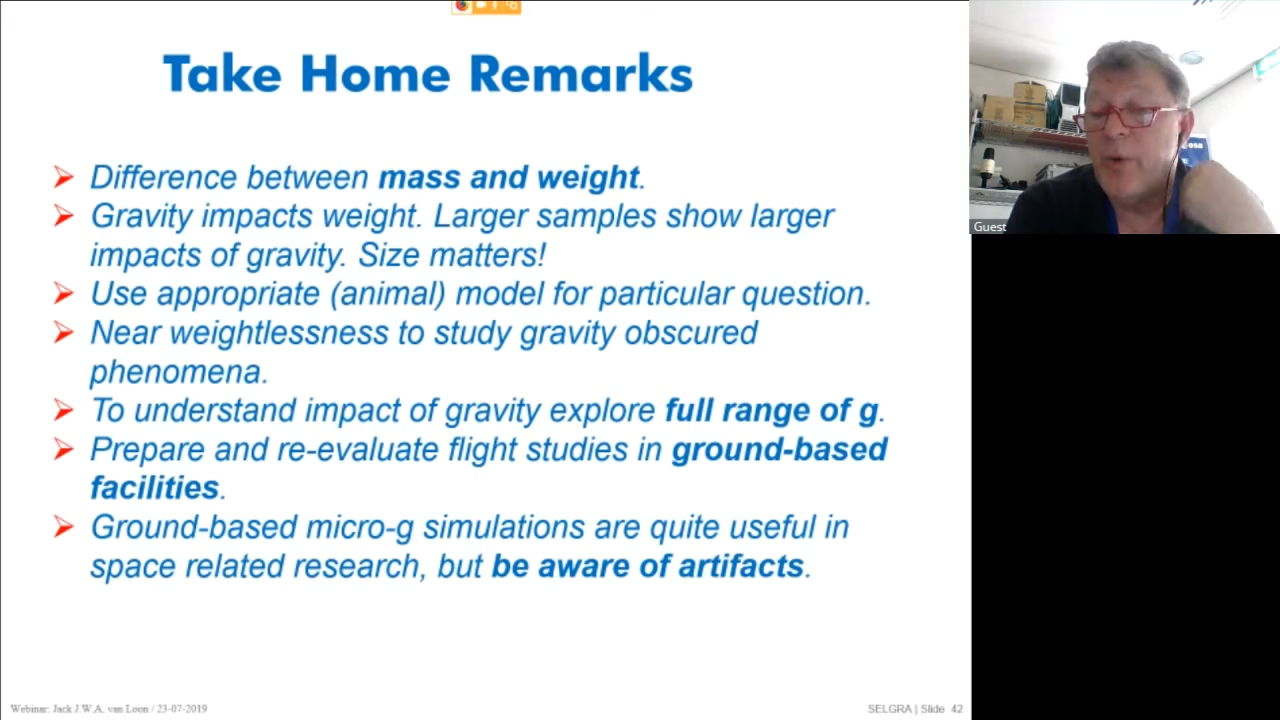 Take Home Remarks
Difference between mass and weight.
Gravity impacts weight. Larger samples show larger
impacts of gravity. Size matters!
Use appropriate (animal) model for particular question.
Near weightlessness to study gravity obscured
phenomena.
To understand impact of gravity explore full range of g.
Prepare and re-evaluate flight studies in ground-based
facilities.
Ground-based micro-g simulations are quite useful in
space related research, but be aware of artifacts.
Webinar: Jack J.W.A. van Loon / 23-07-2019
SELGRA | Slide 42
esa
Guest